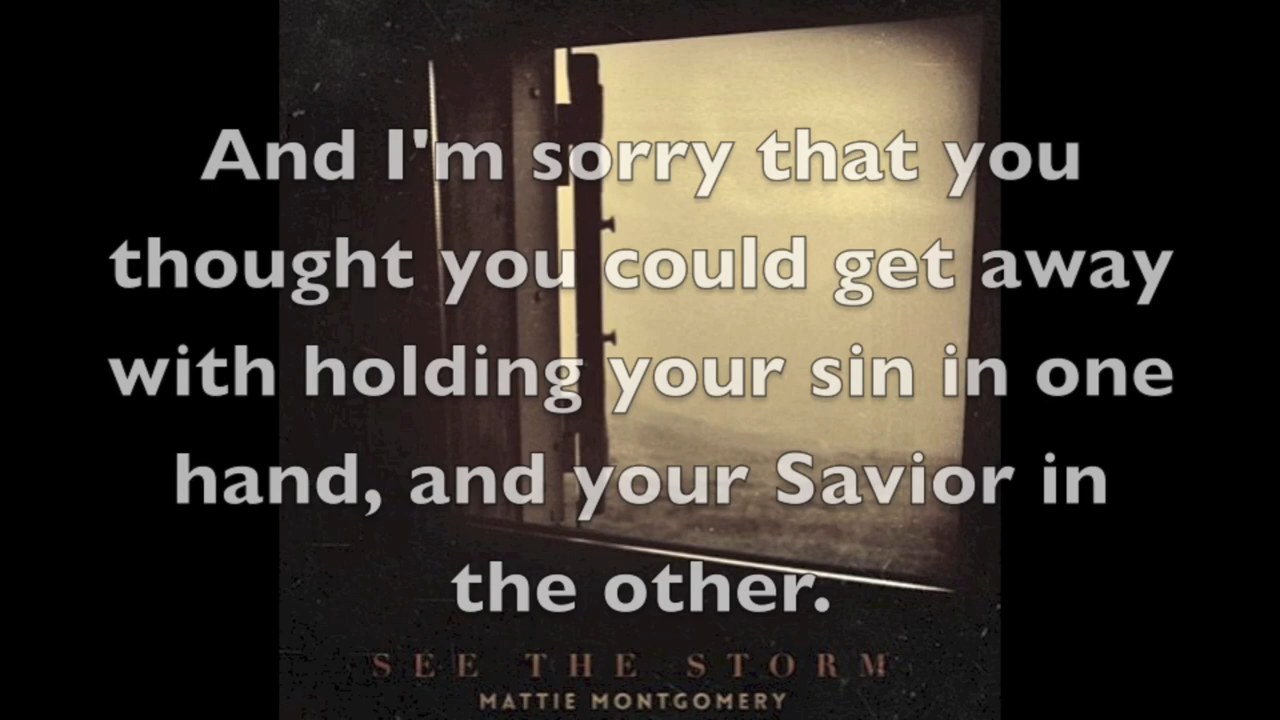 And I'm sorry that you
thought you could get away
with holding your sin in one
hand, and your Savior in
the other.
SEE THE STORM
MATTIE MONTGOMERY